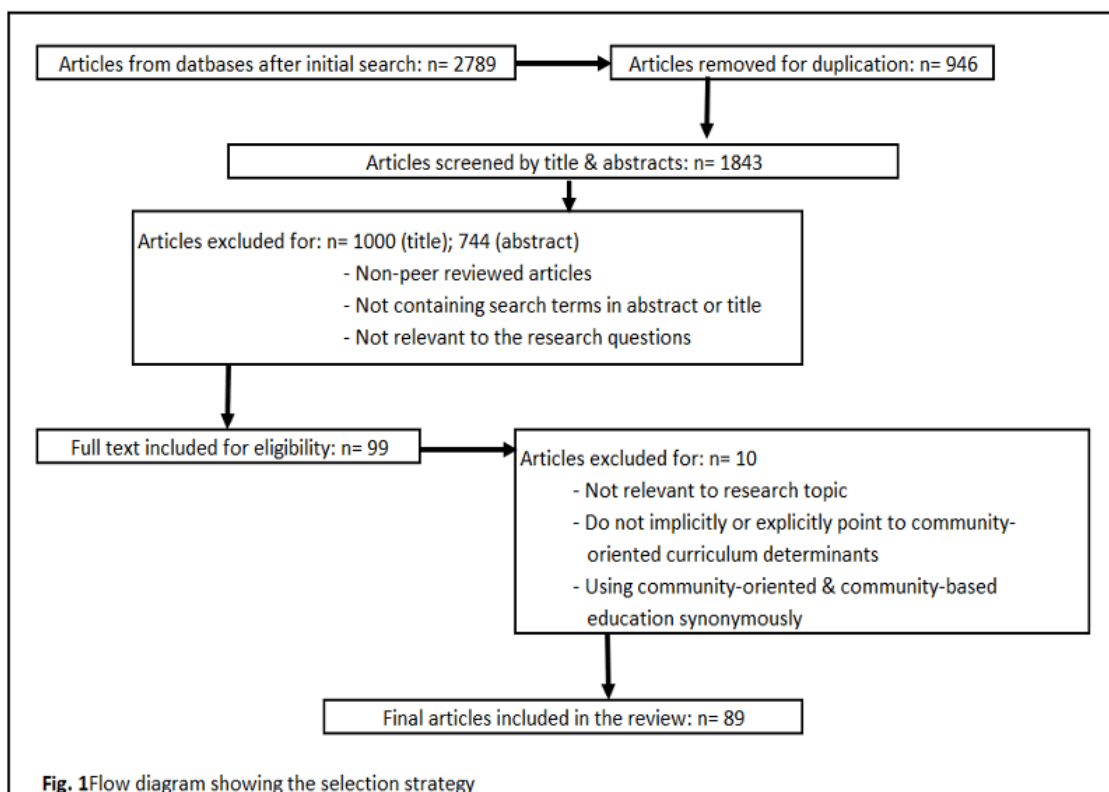 Articles from datbases after initial search: n= 2789
Articles removed for duplication: n= 946
Articles screened by title & abstracts: n= 1843
Articles excluded for: n= 1000 (title); 744 (abstract)
- Non-peer reviewed articles
- Not containing search terms in abstract or title
- Not relevant to the research questions
Full text included for eligibility: n= 99
Articles excluded for: n= 10
- Not relevant to research topic
- Do not implicitly or explicitly point to community-
oriented curriculum determinants
- Using community-oriented & community-based
education synonymously
Final articles included in the review: n= 89
Fig. 1Flow diagram showing the selection strategy